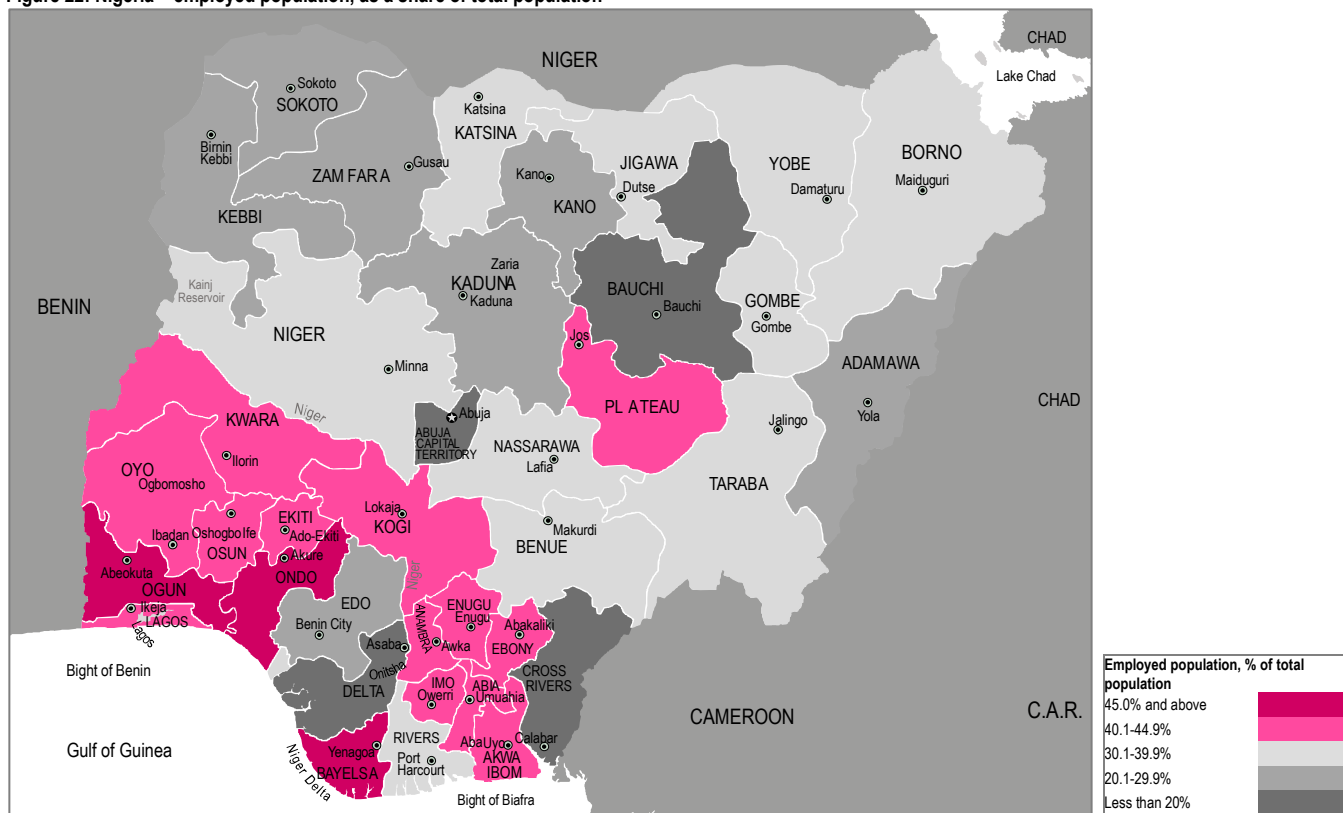 Figure 22: Nigeria – employed population, as a share of total population
CHAD
NIGER
Lake Chad
Sokoto
SOKOTO
Katsina
KATSINA
Birnin
Kebbi
ZAMFARA
Gusau
JIGAWA
YOBE
BORNO
Kano
KANO
Dutse
Damaturu
Maiduguri
KEBBI
Zaria
KADUNA
Kaduna
Kainj
Reservoir
BENIN
BAUCHI
Bauchi
GOMBE
Gombe
NIGER
Jos
Minna
ADAMAWA
Yola
CHAD
PLATEAU
Niger
KWARA
Abuja
ABUJA
CAPITAL
TERRITORY
Jalingo
NASSARAWA
Lafia
Ilorin
OYO
Ogbomosho
TARABA
Lokaja
KOGI
EKITI
Ado-Ekiti
Makurdi
BENUE
Ibadan
Oshogbo Ife
OSUN
Akure
ONDO
Abeokuta
OGUN
Niger
EDO
Benin City
Ikeja
LAGOS
Lagos
ANAMBRA
ENUGU
Enugu
Abakaliki
EBONY
Awka
Asaba
Onitsha
CROSS
RIVERS
Bight of Benin
DELTA
IMO
Owerri
ABIA
Umuahia
CAMEROON
C.A.R.
Gulf of Guinea
Yenagoa
BAYELSA
RIVERS
Port
Harcourt
Aba Uyo
Calabar
AKWA
IBOM
Niger Delta
Bight of Biafra
Employed population, % of total
population
45.0% and above
40.1-44.9%
30.1-39.9%
20.1-29.9%
Less than 20%